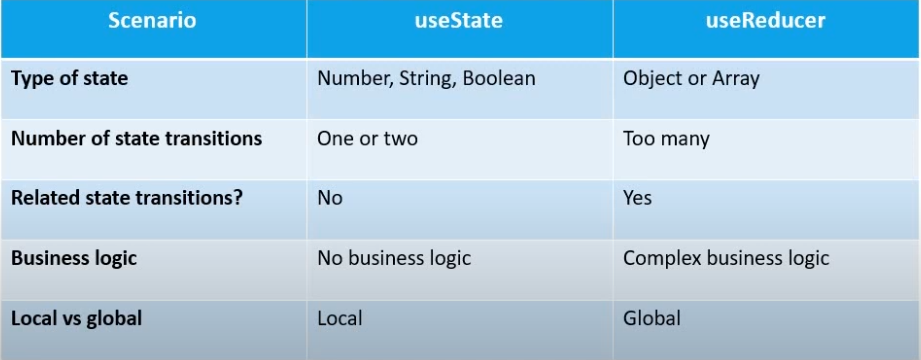 Scenario useState useReducer
Type of state Number, String, Boolean Object or Array
Number of state transitions One or two Too many
Related state transitions? No Yes
Business logic No business logic Complex business logic
Local vs global Local Global